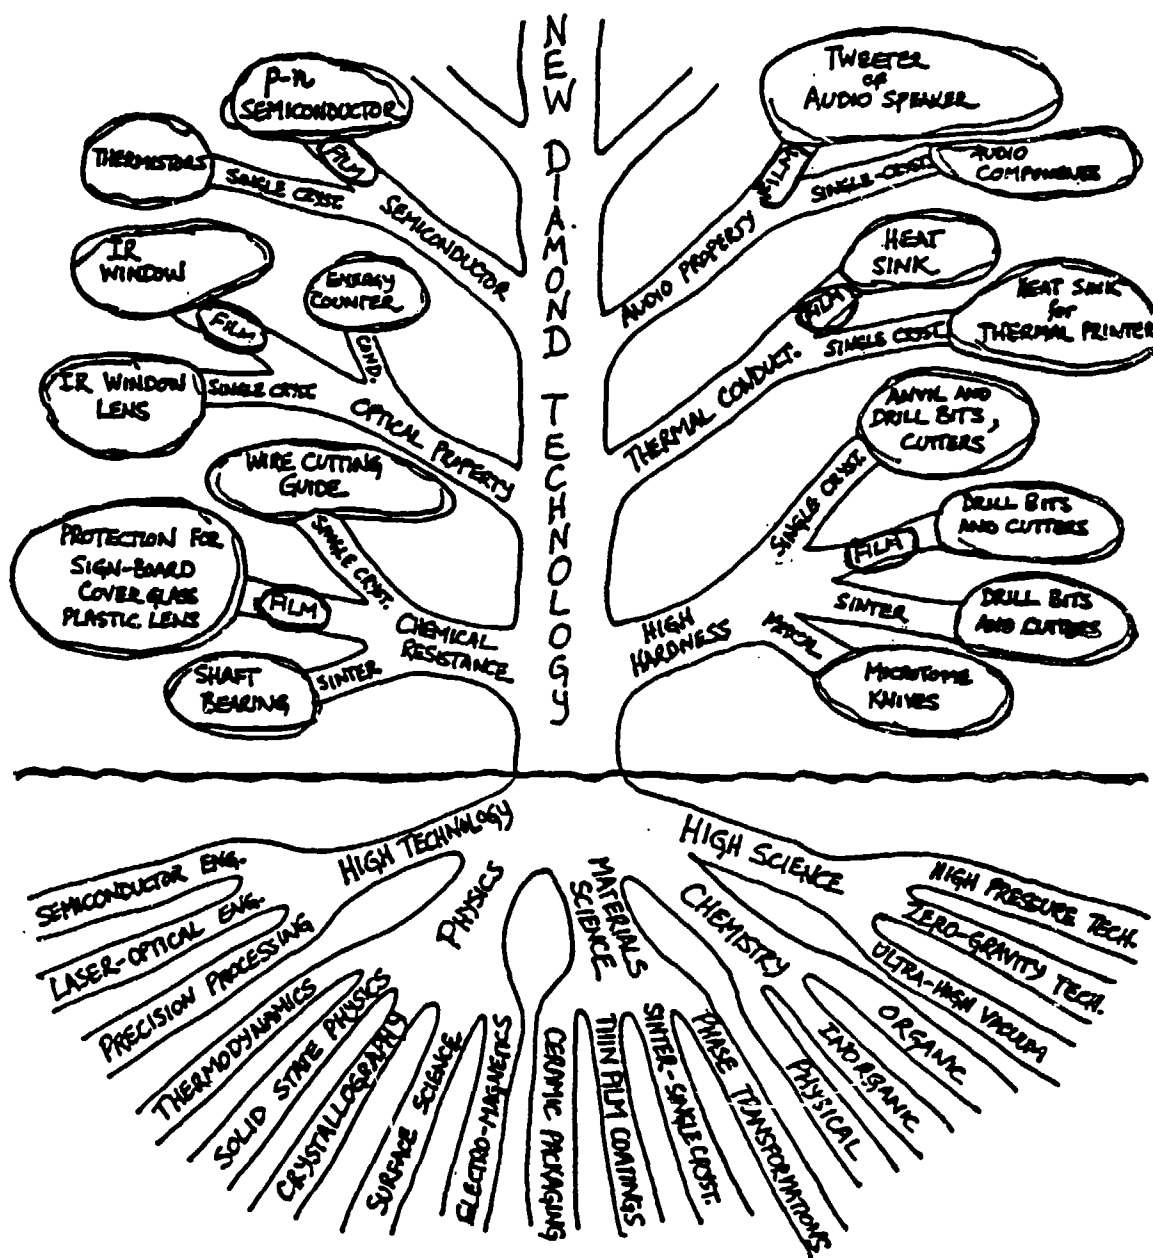 NEW DIAMOND TECHNOLOGY
P-n
SEMICONDUCTOR
FILM
THERMISTORS
SINGLE CRYST.
SEMICONDUCTOR
IR
WINDOW
FILM
ENERGY
COUNTER
COND.
IR WINDOW
LENS
SINGLE CRYST.
OPTICAL PROPERTY
WIRE CUTTING
GUIDE
SINGLE CRYST.
PROTECTION FOR
SIGN-BOARD
COVER GLASS
PLASTIC LENS
FILM
CHEMICAL
RESISTANCE
SHAFT
BEARING
SINTER
TWEETER
OF
AUDIO SPEAKER
FILM
SINGLE-CRYST.
AUDIO
COMPONENTS
AUDIO PROPERTY
HEAT
SINK
FILM
SINGLE CRYST.
HEAT SINK
for
THERMAL PRINTER
THERMAL CONDUCT.
ANVIL AND
DRILL BITS,
CUTTERS
SINGLE CRYST.
DRILL BITS
AND CUTTERS
FILM
SINTER
DRILL BITS
AND CUTTERS
HIGH
HARDNESS
MICROTOME
KNIVES
HIGH TECHNOLOGY
SEMICONDUCTOR ENG.
LASER-OPTICAL ENG.
PRECISION PROCESSING
PHYSICS
THERMODYNAMICS
SOLID STATE PHYSICS
CRYSTALLOGRAPHY
SURFACE SCIENCE
ELECTRO-MAGNETICS
MATERIALS
SCIENCE
CERAMIC PACKAGING
THIN FILM COATINGS
SINTER-SINGLE CRYST.
PHASE TRANSFORMATIONS
CHEMISTRY
PHYSICAL
INORGANIC
ORGANIC
HIGH SCIENCE
ULTRA-HIGH VACUUM
ZERO-GRAVITY TECH.
HIGH PRESSURE TECH.